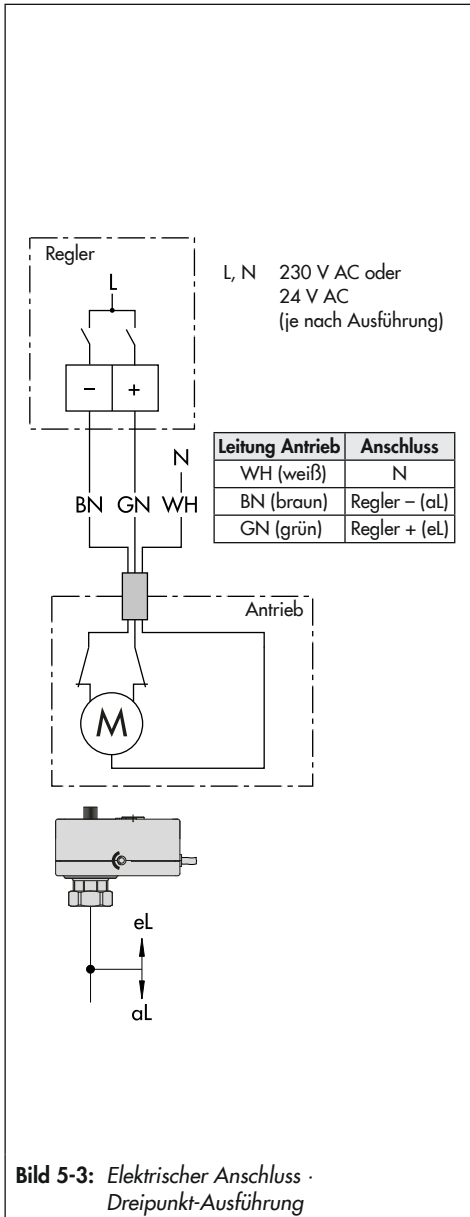 Regler
L
– +
L, N 230 V AC oder
24 V AC
(je nach Ausführung)
N
BN GN WH
Leitung Antrieb Anschluss
WH (weiß) N
BN (braun) Regler – (aL)
GN (grün) Regler + (eL)
Antrieb
M
eL
aL
Bild 5-3: Elektrischer Anschluss ·
Dreipunkt-Ausführung